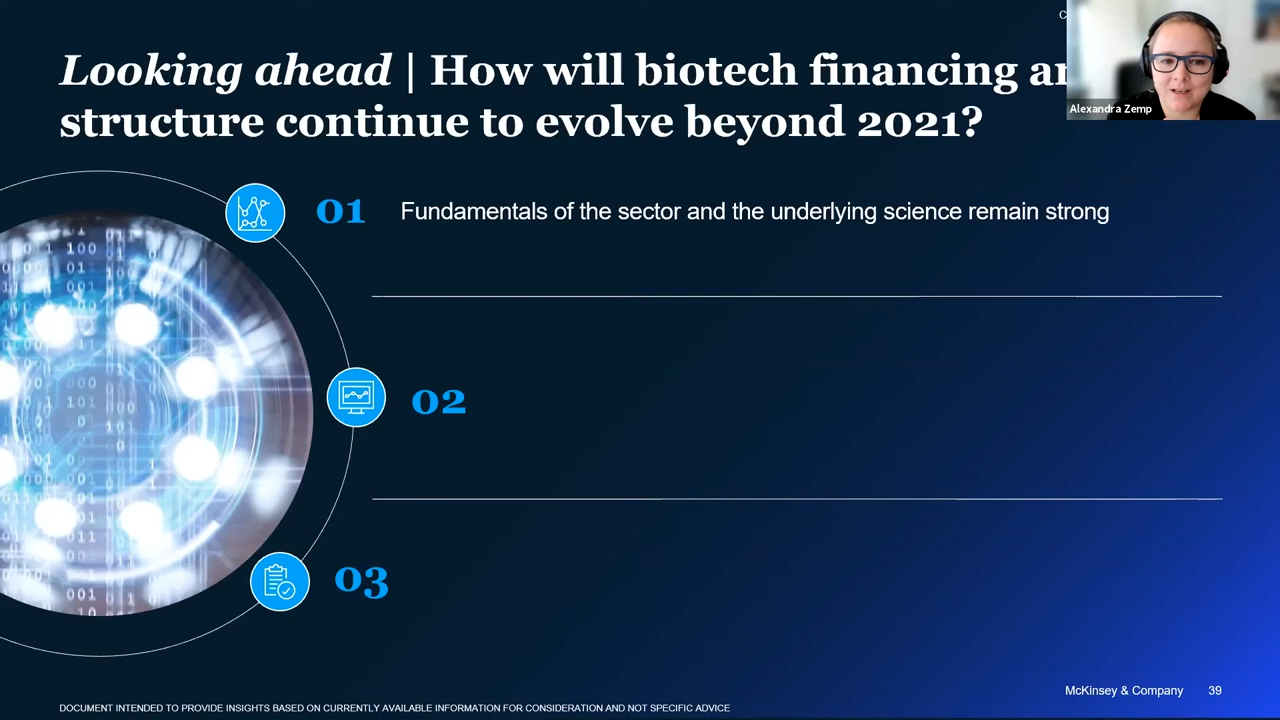 Looking ahead | How will biotech financing
structure continue to evolve beyond 2021?
Alexandra Zemp
01 Fundamentals of the sector and the underlying science remain strong
02
03
McKinsey & Company 39
DOCUMENT INTENDED TO PROVIDE INSIGHTS BASED ON CURRENTLY AVAILABLE INFORMATION FOR CONSIDERATION AND NOT SPECIFIC ADVICE